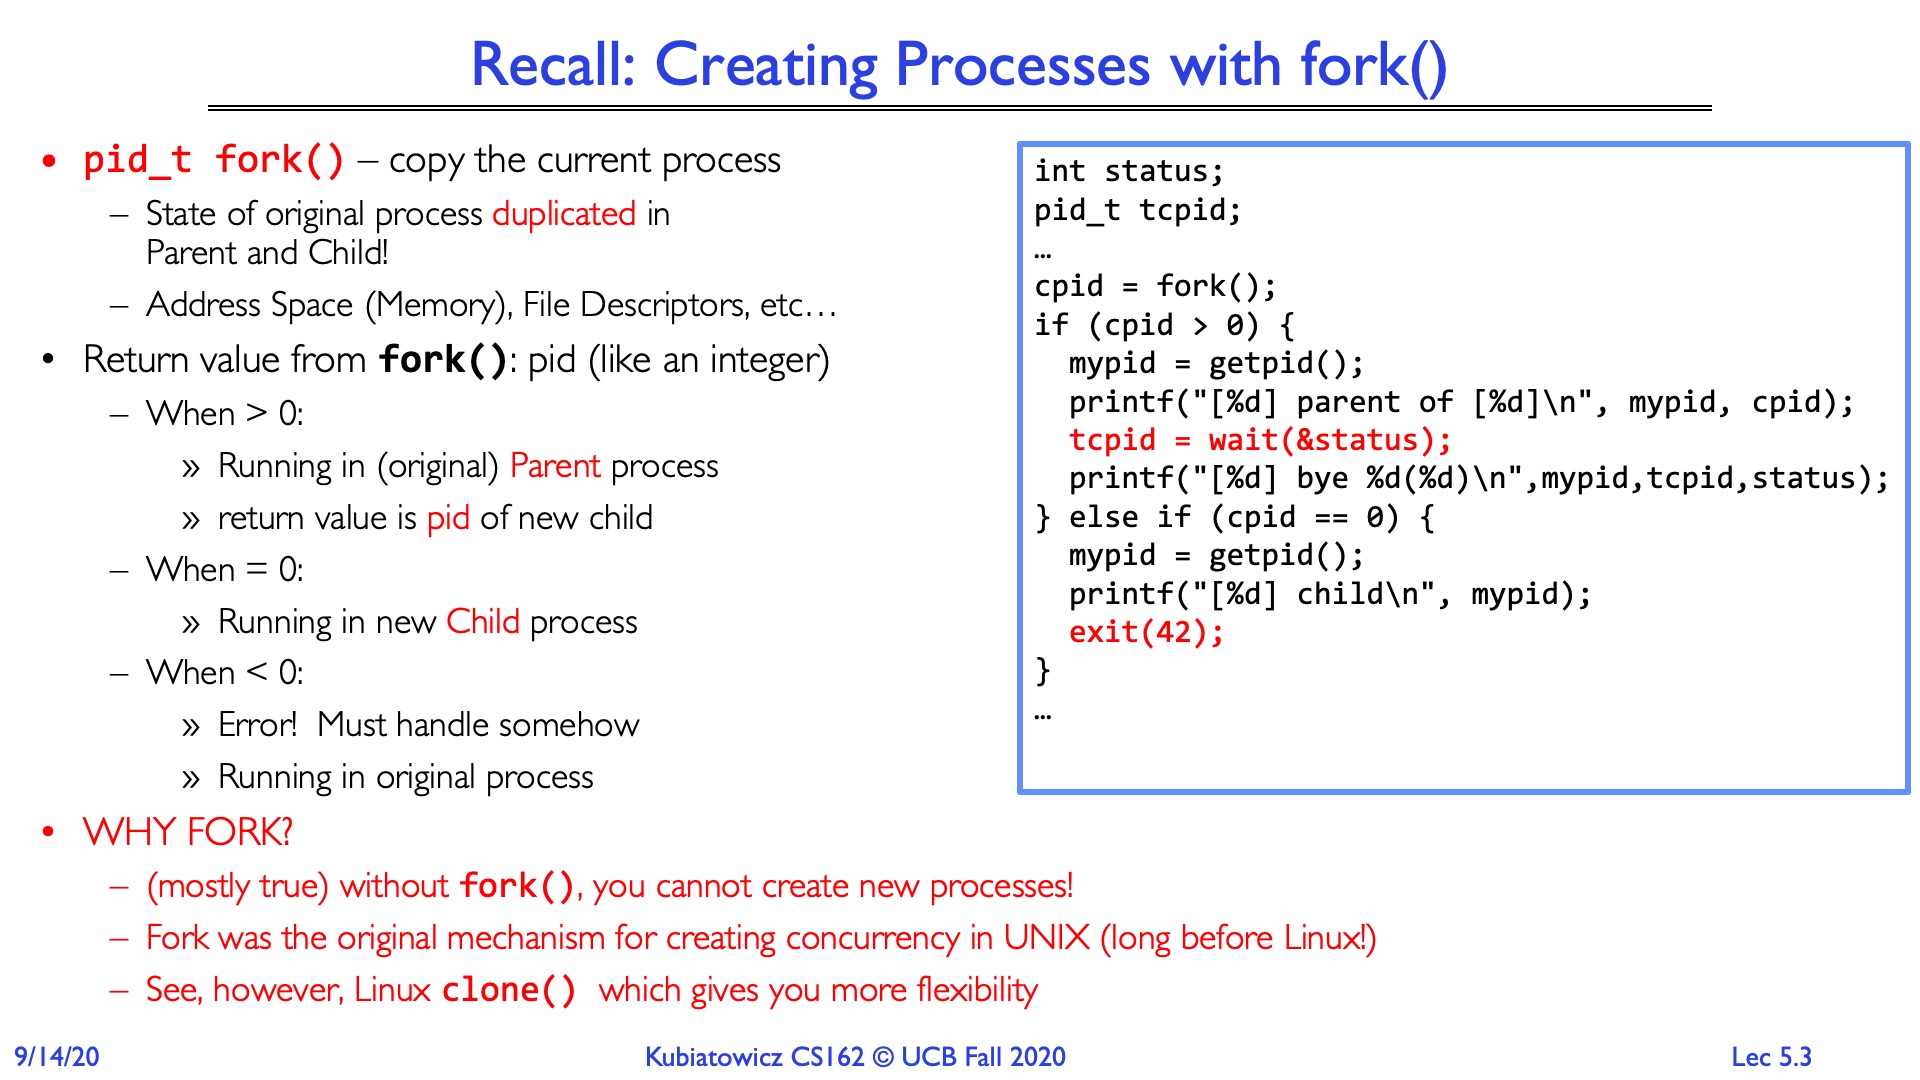 Recall: Creating Processes with fork()
• pid_t fork() – copy the current process
– State of original process duplicated in
Parent and Child!
– Address Space (Memory), File Descriptors, etc…
• Return value from fork(): pid (like an integer)
– When > 0:
» Running in (original) Parent process
» return value is pid of new child
– When = 0:
» Running in new Child process
– When < 0:
» Error!  Must handle somehow
» Running in original process
• WHY FORK?
– (mostly true) without fork(), you cannot create new processes!
– Fork was the original mechanism for creating concurrency in UNIX (long before Linux!)
– See, however, Linux clone() which gives you more flexibility
int status;
pid_t tcpid;
…
cpid = fork();
if (cpid > 0) {
  mypid = getpid();
  printf("[%d] parent of [%d]\n", mypid, cpid);
  tcpid = wait(&status);
  printf("[%d] bye %d(%d)\n",mypid,tcpid,status);
} else if (cpid == 0) {
  mypid = getpid();
  printf("[%d] child\n", mypid);
  exit(42);
}
…
9/14/20
Kubiatowicz CS162 © UCB Fall 2020
Lec 5.3